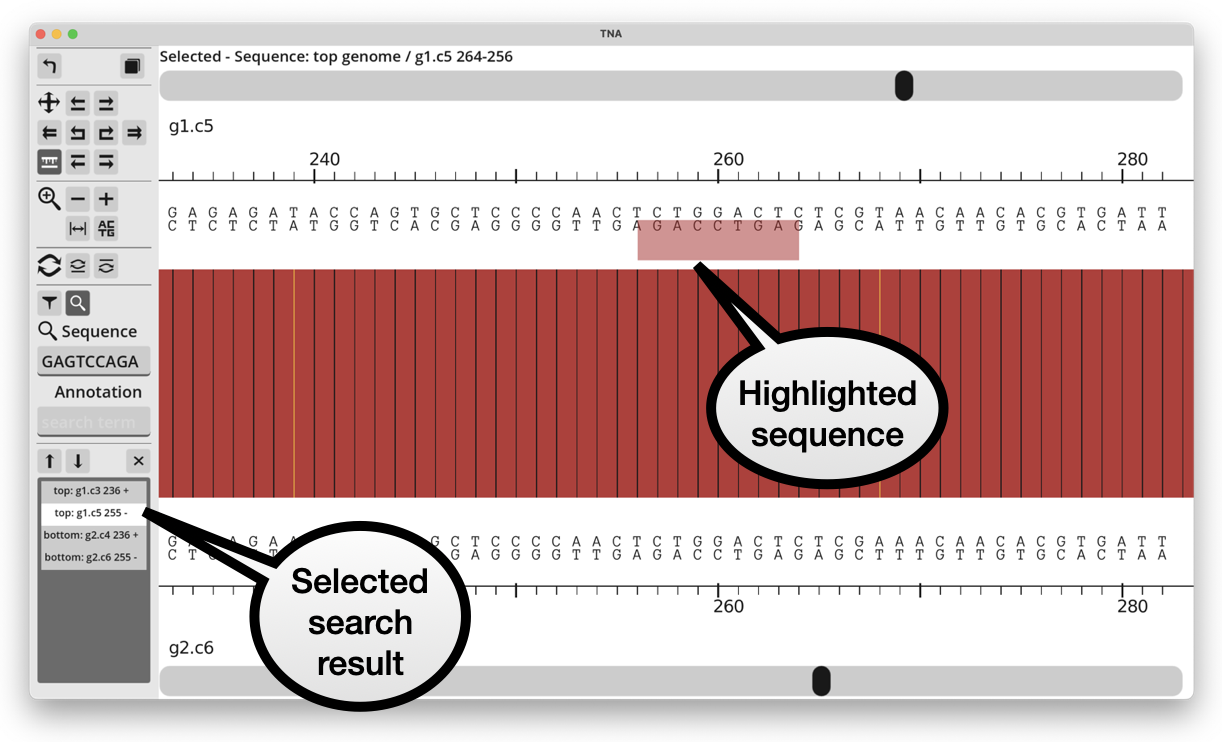 TNA
Selected - Sequence: top genome / g1.c5 264-256
g1.c5
240 260 280
G A G A G A T A C C A G T G C T C C C C A A C T C T G G A C T C T C G T A A C A A C A C G T G A T T
C T C T C T A T G G T C A C G A G G G G T T G A G A C C T G A G A G C A T T G T T G T G C A C T A A
AC
TG
Sequence
GAGTCCAGA
Annotation
search term
top: g1.c3 236 +
top: g1.c5 255 -
bottom: g2.c4 236 +
bottom: g2.c6 255 -
Highlighted
sequence
G C T C C C C A A C T C T G G A C T C T C G A A A C A A C A C G T G A T T
G A G G G G T T G A G A C C T G A G A G C T T T G T T G T G C A C T A A
Selected
search
result
260 280
g2.c6